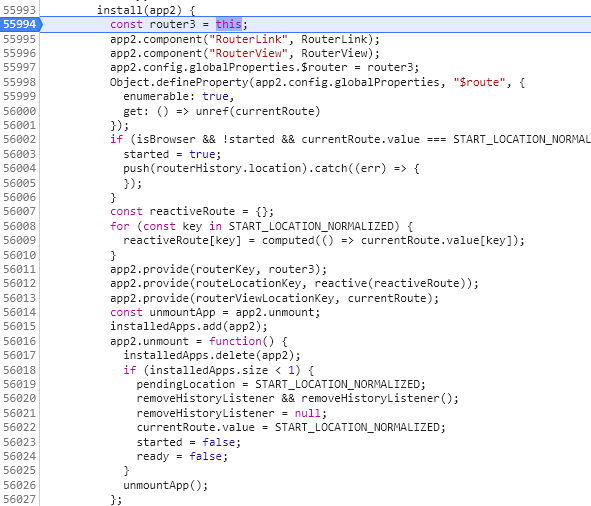 55993 install(app2) {
55994 const router3 = this;
55995 app2.component("RouterLink", RouterLink);
55996 app2.component("RouterView", RouterView);
55997 app2.config.globalProperties.$router = router3;
55998 Object.defineProperty(app2.config.globalProperties, "$route", {
55999 enumerable: true,
56000 get: () => unref(currentRoute)
56001 });
56002 if (isBrowser && !started && currentRoute.value === START_LOCATION_NORMAL
56003 started = true;
56004 push(routerHistory.location).catch((err) => {
56005 });
56006 }
56007 const reactiveRoute = {};
56008 for (const key in START_LOCATION_NORMALIZED) {
56009 reactiveRoute[key] = computed(() => currentRoute.value[key]);
56010 }
56011 app2.provide(routerKey, router3);
56012 app2.provide(routeLocationKey, reactive(reactiveRoute));
56013 app2.provide(routerViewLocationKey, currentRoute);
56014 const unmountApp = app2.unmount;
56015 installedApps.add(app2);
56016 app2.unmount = function() {
56017 installedApps.delete(app2);
56018 if (installedApps.size < 1) {
56019 pendingLocation = START_LOCATION_NORMALIZED;
56020 removeHistoryListener && removeHistoryListener();
56021 removeHistoryListener = null;
56022 currentRoute.value = START_LOCATION_NORMALIZED;
56023 started = false;
56024 ready = false;
56025 }
56026 unmountApp();
56027 };